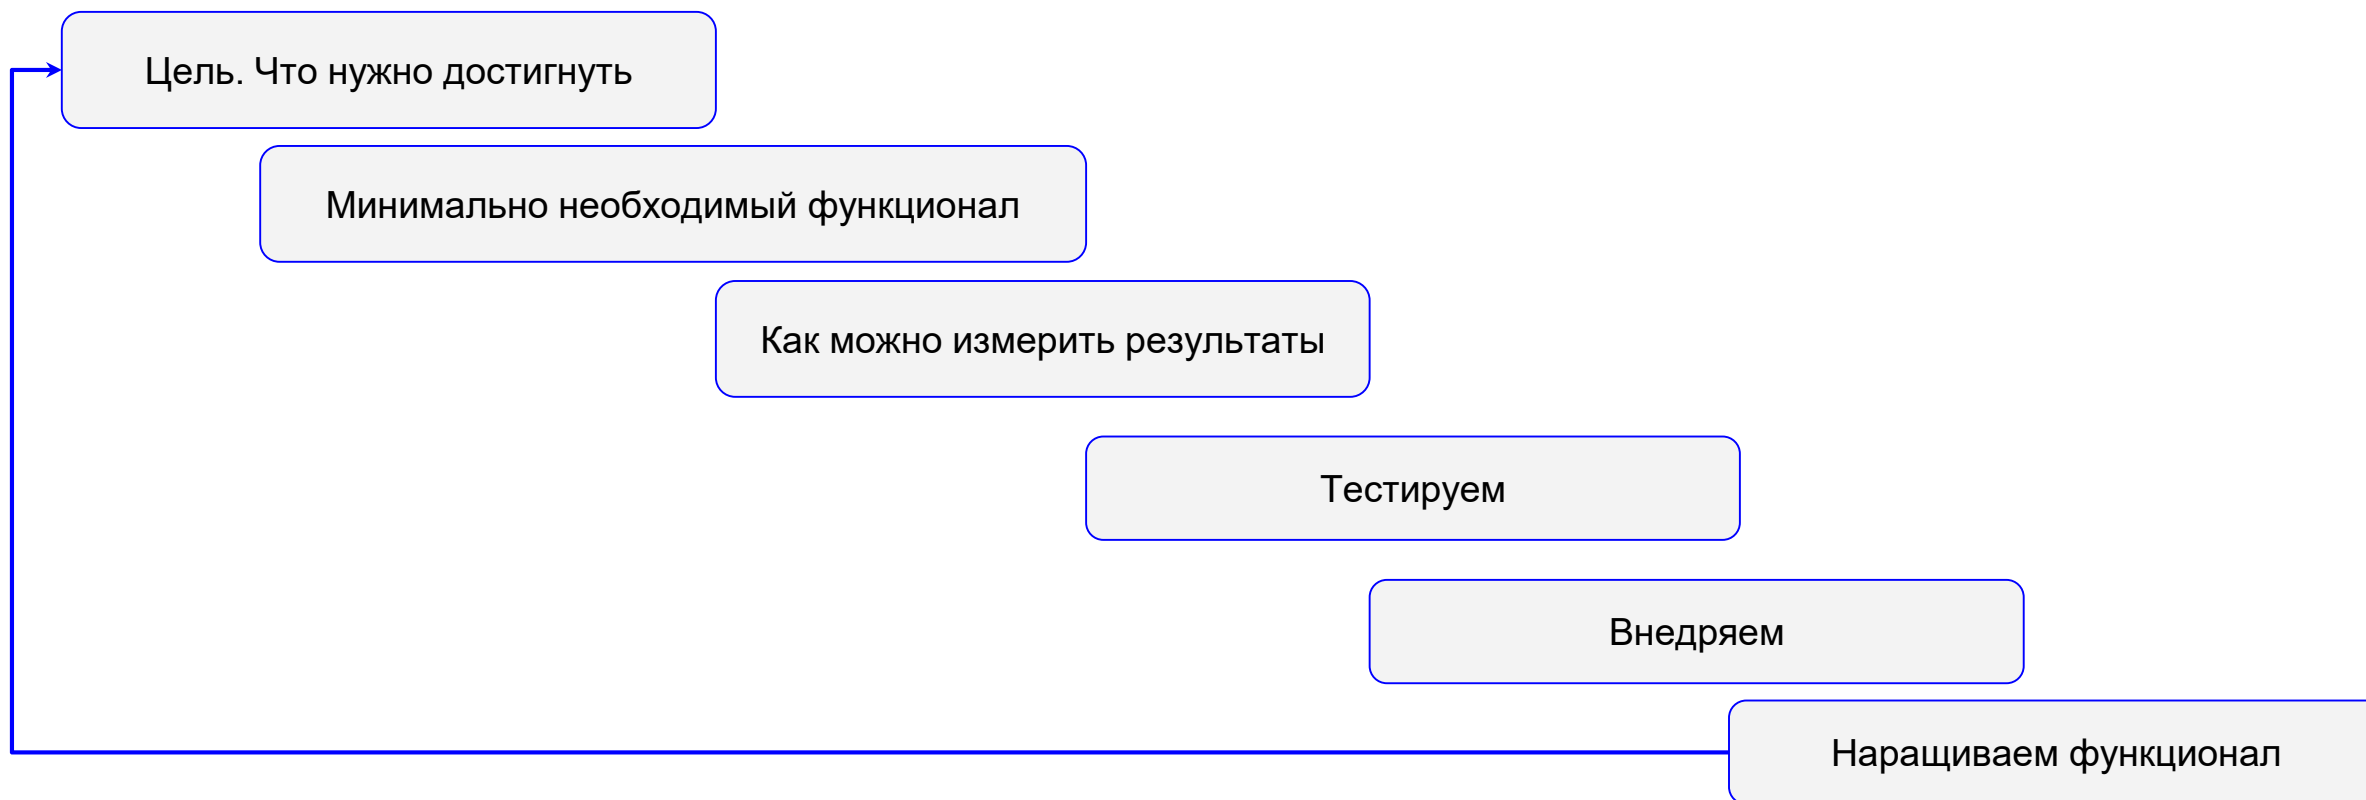 Цель. Что нужно достигнуть
Минимально необходимый функционал
Как можно измерить результаты
Тестируем
Внедряем
Наращиваем функционал